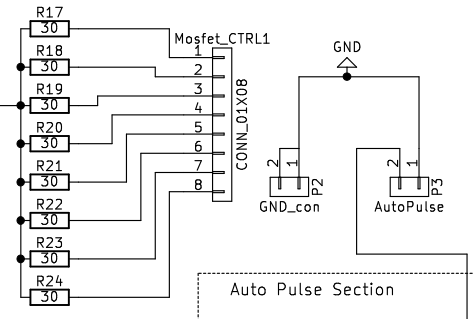 R17
30
R18
30
R19
30
R20
30
R21
30
R22
30
R23
30
R24
30
Mosfet_CTRL1
1
2
3
4
5
6
7
8
CONN_01X08
GND
2
1
P2
GND_con
2
1
P3
AutoPulse
Auto Pulse Section